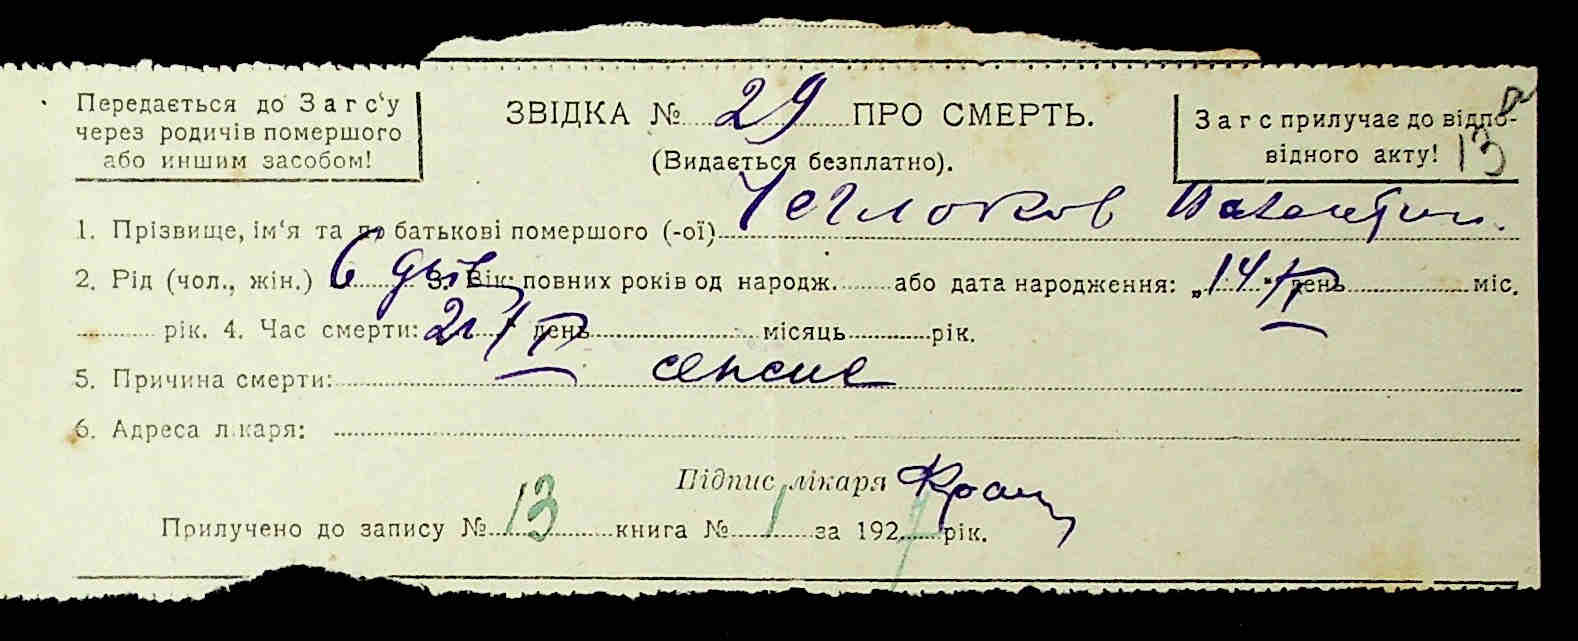 Передається до Загс'у
через родичів помершого
або иншим засобом!
ЗВІДКА № 29 ПРО СМЕРТЬ.
(Видається безплатно).
Загс прилучає до відпо-
відного акту! 13
1. Прізвище, ім'я та по батькові помершого (-ої) Чеглоков Валентин.
2. Рід (чол., жін.) 6 днів 3. Вік: повних років од народж. або дата народження: „14/ " день міс.
рік. 4. Час смерти: 21/ " день місяць рік.
5. Причина смерти: сепсис
6. Адреса лікаря:
Підпис лікаря
Прилучено до запису № 13 книга № 1 за 1927 рік.